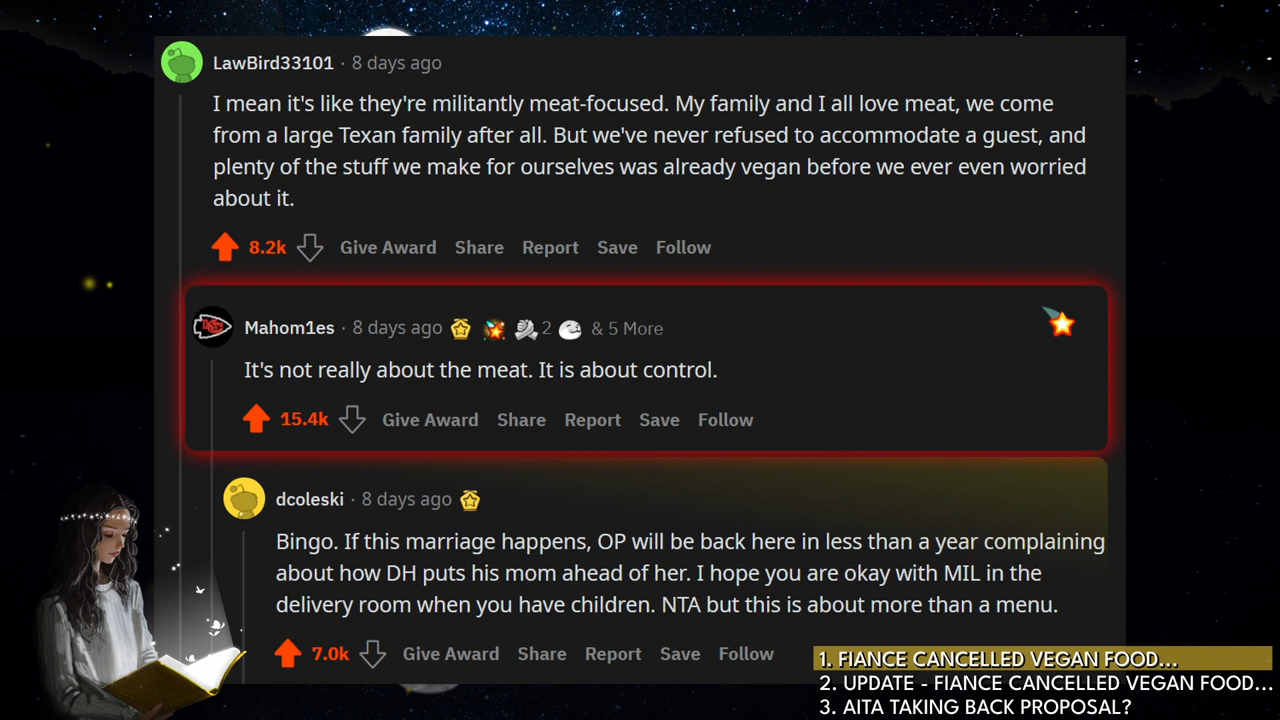 LawBird33101 · 8 days ago
I mean it's like they're militantly meat-focused. My family and I all love meat, we come
from a large Texan family after all. But we've never refused to accommodate a guest, and
plenty of the stuff we make for ourselves was already vegan before we ever even worried
about it.
8.2k Give Award Share Report Save Follow
Mahom1es · 8 days ago 2 & 5 More
It's not really about the meat. It is about control.
15.4k Give Award Share Report Save Follow
dcoleski · 8 days ago
Bingo. If this marriage happens, OP will be back here in less than a year complaining
about how DH puts his mom ahead of her. I hope you are okay with MIL in the
delivery room when you have children. NTA but this is about more than a menu.
7.0k Give Award Share Report Save Follow
1. FIANCE CANCELLED VEGAN FOOD...
2. UPDATE - FIANCE CANCELLED VEGAN FOOD...
3. AITA TAKING BACK PROPOSAL?